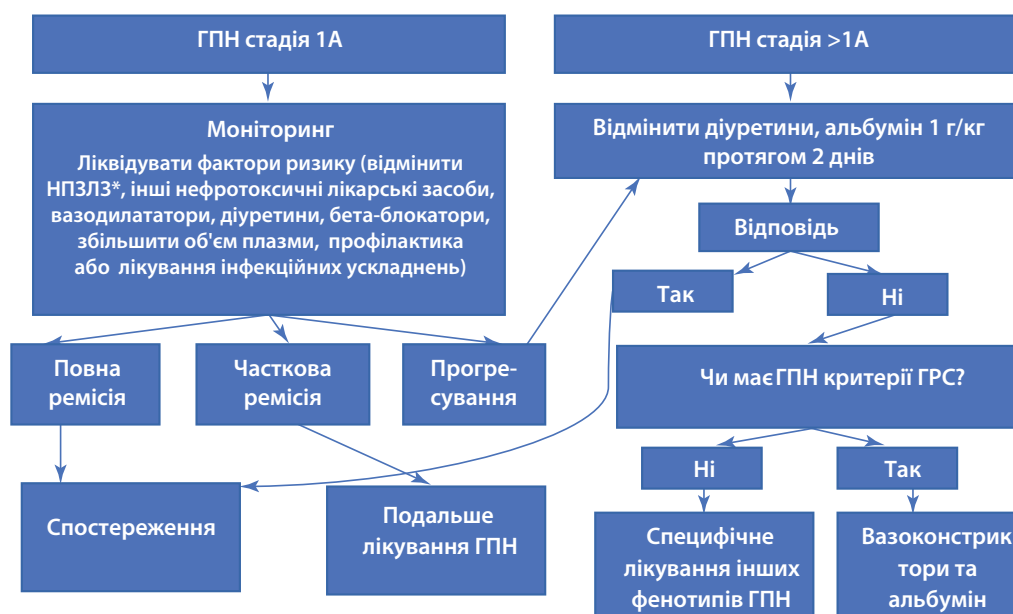 ГПН стадія 1А
ГПН стадія >1А
Моніторинг
Ліквідувати фактори ризику (відмінити
НПЗЛЗ*, інші нефротоксичні лікарські засоби,
вазодилататори, діуретини, бета-блокатори,
збільшити об'єм плазми, профілактика
або лікування інфекційних ускладнень)
Відмінити діуретини, альбумін 1 г/кг
протягом 2 днів
Відповідь
Так
Ні
Повна
ремісія
Часткова
ремісія
Прогре-
сування
Чи має ГПН критерії ГРС?
Ні
Так
Спостереження
Подальше
лікування ГПН
Специфічне
лікування інших
фенотипів ГПН
Вазоконстрик
тори та
альбумін